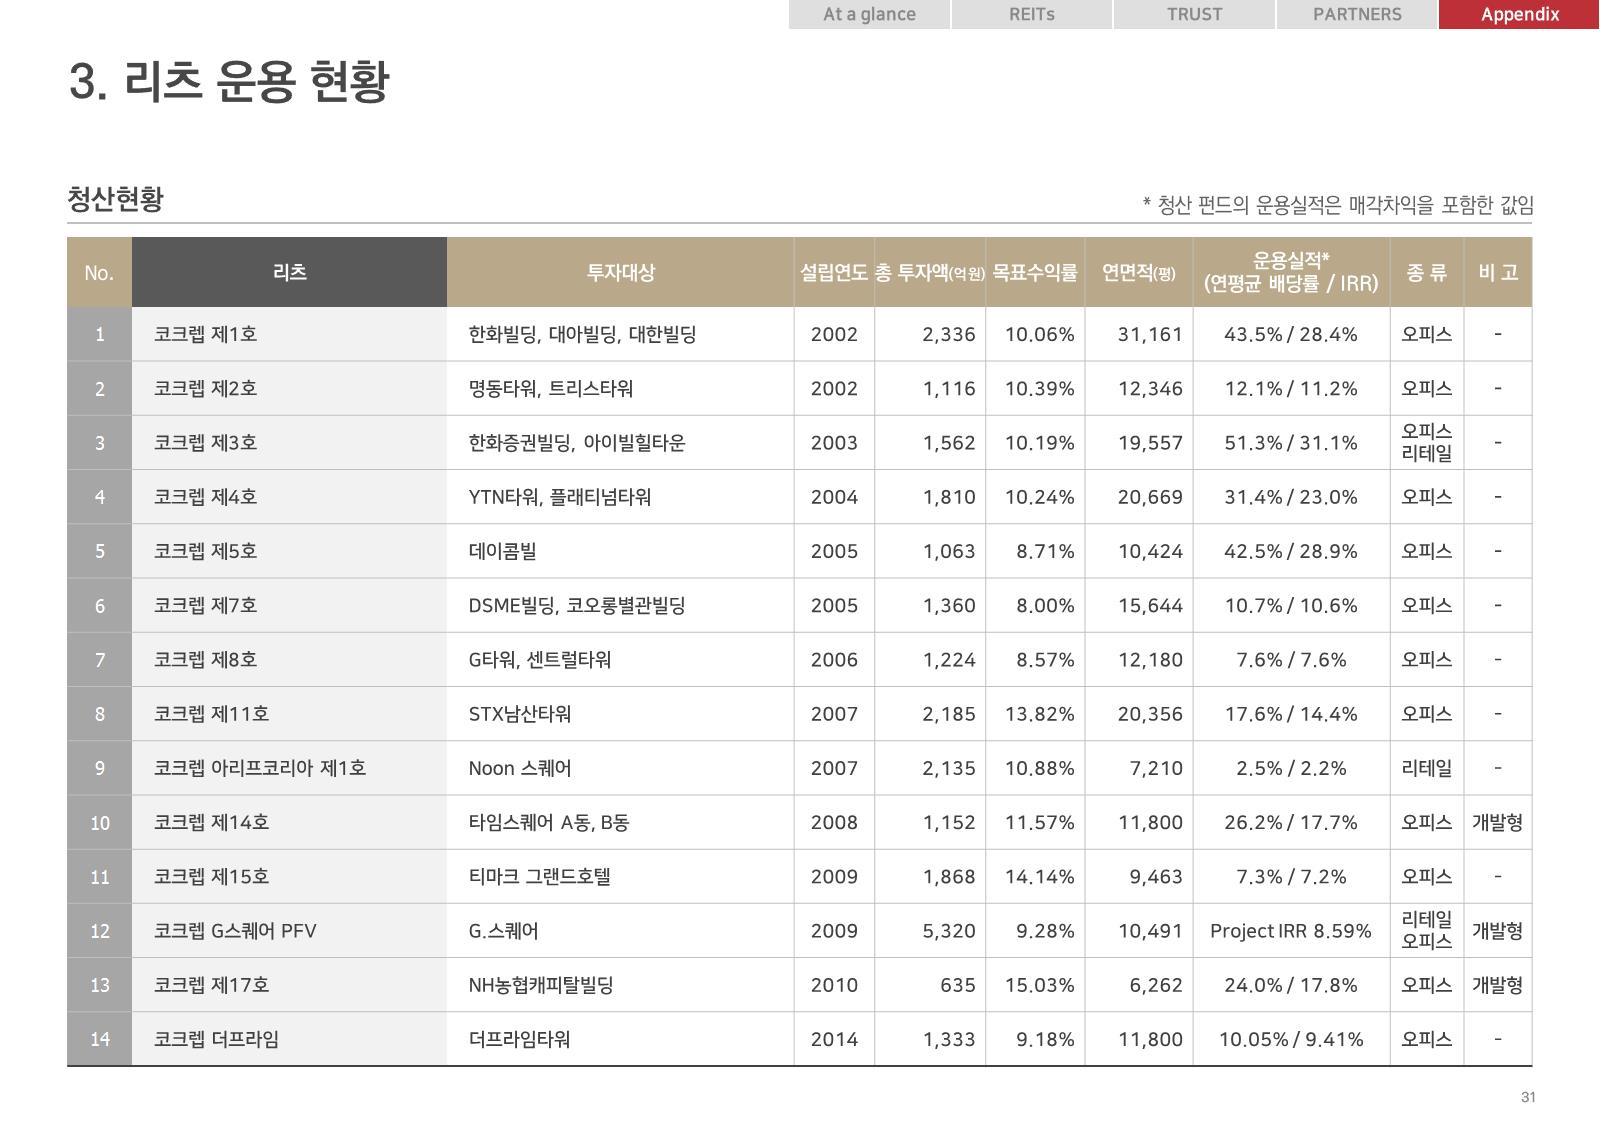 At a glance REITs TRUST PARTNERS Appendix
3. 리츠 운용 현황
청산현황
* 청산 펀드의 운용실적은 매각차익을 포함한 값임
No. 리츠 투자대상 설립연도 총 투자액(억원) 목표수익률 연면적(평) 운용실적* (연평균 배당률 / IRR) 종 류 비 고
1 코크렙 제1호 한화빌딩, 대아빌딩, 대한빌딩 2002 2,336 10.06% 31,161 43.5% / 28.4% 오피스 -
2 코크렙 제2호 명동타워, 트리스타워 2002 1,116 10.39% 12,346 12.1% / 11.2% 오피스 -
3 코크렙 제3호 한화증권빌딩, 아이빌힐타운 2003 1,562 10.19% 19,557 51.3% / 31.1% 오피스 리테일 -
4 코크렙 제4호 YTN타워, 플래티넘타워 2004 1,810 10.24% 20,669 31.4% / 23.0% 오피스 -
5 코크렙 제5호 데이콤빌 2005 1,063 8.71% 10,424 42.5% / 28.9% 오피스 -
6 코크렙 제7호 DSME빌딩, 코오롱별관빌딩 2005 1,360 8.00% 15,644 10.7% / 10.6% 오피스 -
7 코크렙 제8호 G타워, 센트럴타워 2006 1,224 8.57% 12,180 7.6% / 7.6% 오피스 -
8 코크렙 제11호 STX남산타워 2007 2,185 13.82% 20,356 17.6% / 14.4% 오피스 -
9 코크렙 아리프코리아 제1호 Noon 스퀘어 2007 2,135 10.88% 7,210 2.5% / 2.2% 리테일 -
10 코크렙 제14호 타임스퀘어 A동, B동 2008 1,152 11.57% 11,800 26.2% / 17.7% 오피스 개발형
11 코크렙 제15호 티마크 그랜드호텔 2009 1,868 14.14% 9,463 7.3% / 7.2% 오피스 -
12 코크렙 G스퀘어 PFV G.스퀘어 2009 5,320 9.28% 10,491 Project IRR 8.59% 리테일 오피스 개발형
13 코크렙 제17호 NH농협캐피탈빌딩 2010 635 15.03% 6,262 24.0% / 17.8% 오피스 개발형
14 코크렙 더프라임 더프라임타워 2014 1,333 9.18% 11,800 10.05% / 9.41% 오피스 -
31